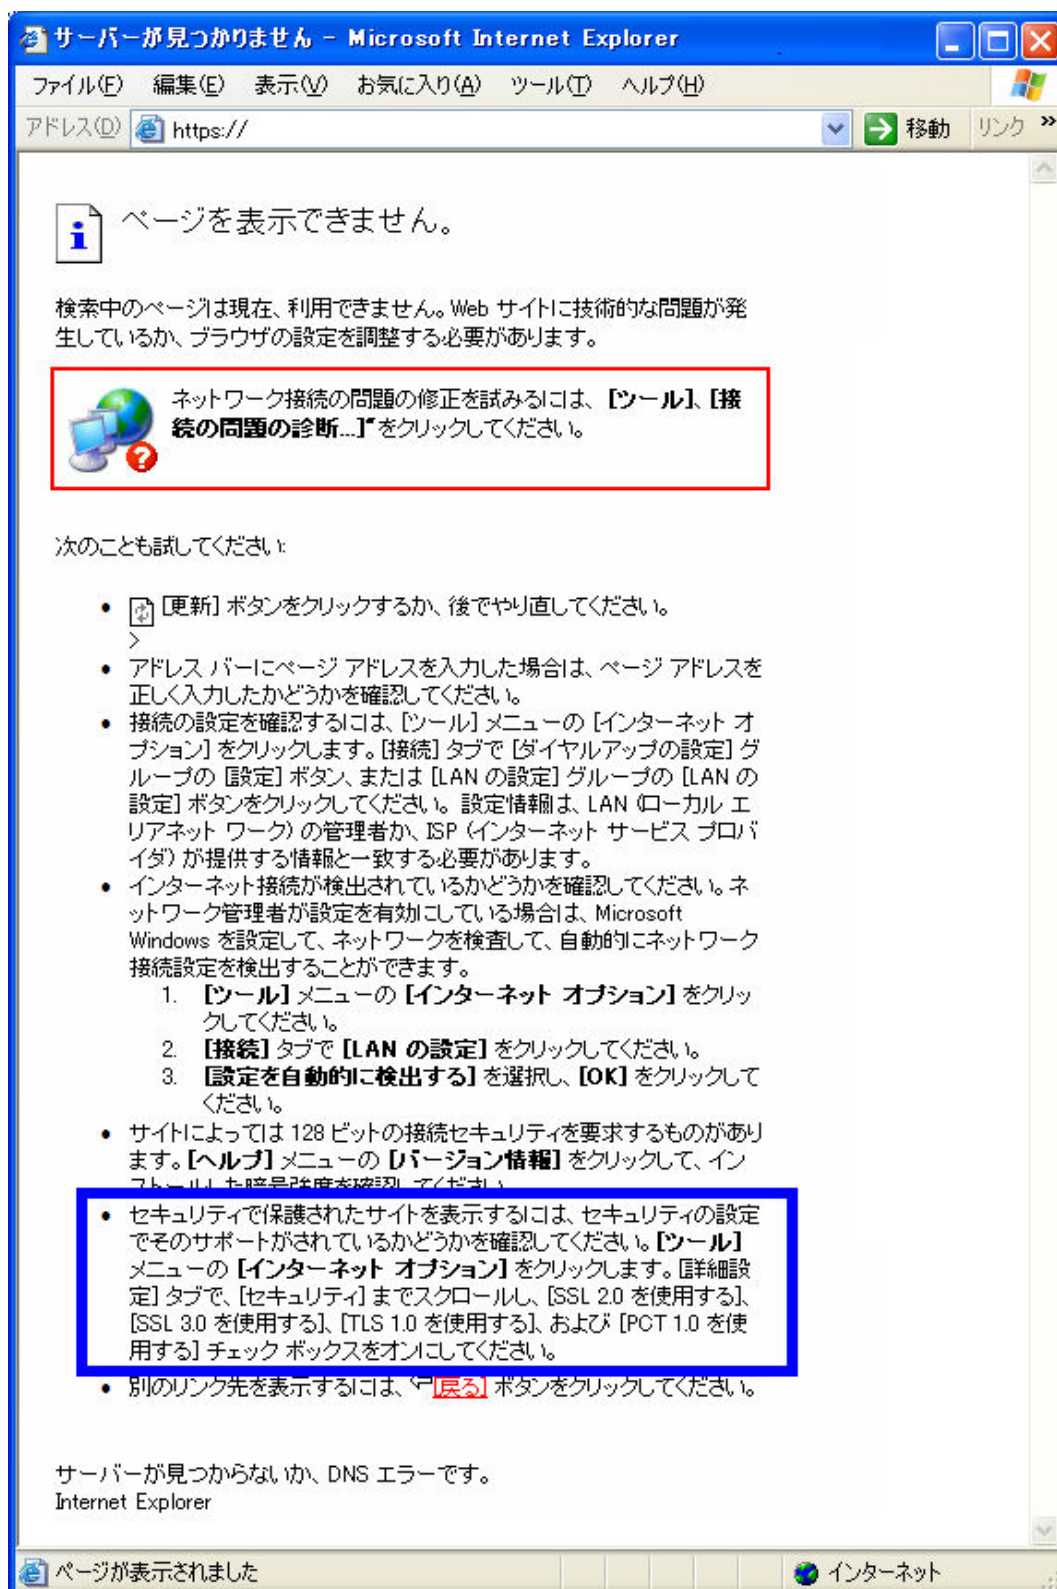 サーバーが見つかりません - Microsoft Internet Explorer
ファイル(F) 編集(E) 表示(V) お気に入り(A) ツール(T) ヘルプ(H)
アドレス(D) https:// 移動 リンク »
ページを表示できません。
検索中のページは現在、利用できません。Web サイトに技術的な問題が発
生しているか、ブラウザの設定を調整する必要があります。
ネットワーク接続の問題の修正を試みるには、[ツール]、[接
続の問題の診断...]" をクリックしてください。
次のことも試してください:
• [更新] ボタンをクリックするか、後でやり直してください。
>
• アドレス バーにページ アドレスを入力した場合は、ページ アドレスを
正しく入力したかどうかを確認してください。
• 接続の設定を確認するには、[ツール] メニューの [インターネット オ
プション] をクリックします。[接続] タブで [ダイヤルアップの設定] グ
ループの [設定] ボタン、または [LAN の設定] グループの [LAN の
設定] ボタンをクリックしてください。 設定情報は、LAN (ローカル エ
リアネット ワーク) の管理者か、ISP (インターネット サービス プロバ
イダ) が提供する情報と一致する必要があります。
• インターネット接続が検出されているかどうかを確認してください。ネ
ットワーク管理者が設定を有効にしている場合は、Microsoft
Windows を設定して、ネットワークを検査して、自動的にネットワーク
接続設定を検出することができます。
1. [ツール] メニューの [インターネット オプション] をクリッ
クしてください。
2. [接続] タブで [LAN の設定] をクリックしてください。
3. [設定を自動的に検出する] を選択し、[OK] をクリックして
ください。
• サイトによっては 128 ビットの接続セキュリティを要求するものがあり
ます。[ヘルプ] メニューの [バージョン情報] をクリックして、イン
ストールした暗号強度を確認してください。
• セキュリティで保護されたサイトを表示するには、セキュリティの設定
でそのサポートがされているかどうかを確認してください。[ツール]
メニューの [インターネット オプション] をクリックします。[詳細設
定] タブで、[セキュリティ] までスクロールし、[SSL 2.0 を使用する]、
[SSL 3.0 を使用する]、[TLS 1.0 を使用する]、および [PCT 1.0 を使
用する] チェック ボックスをオンにしてください。
• 別のリンク先を表示するには、[戻る] ボタンをクリックしてください。
サーバーが見つからないか、DNS エラーです。
Internet Explorer
ページが表示されました インターネット